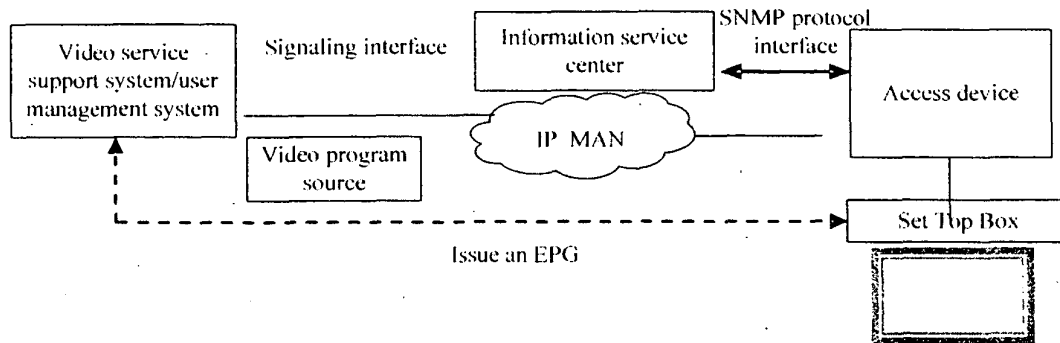 Video service
support system/user
management system
Signaling interface
Information service
center
SNMP protocol
interface
Access device
IP MAN
Video program
source
Set Top Box
Issue an EPG